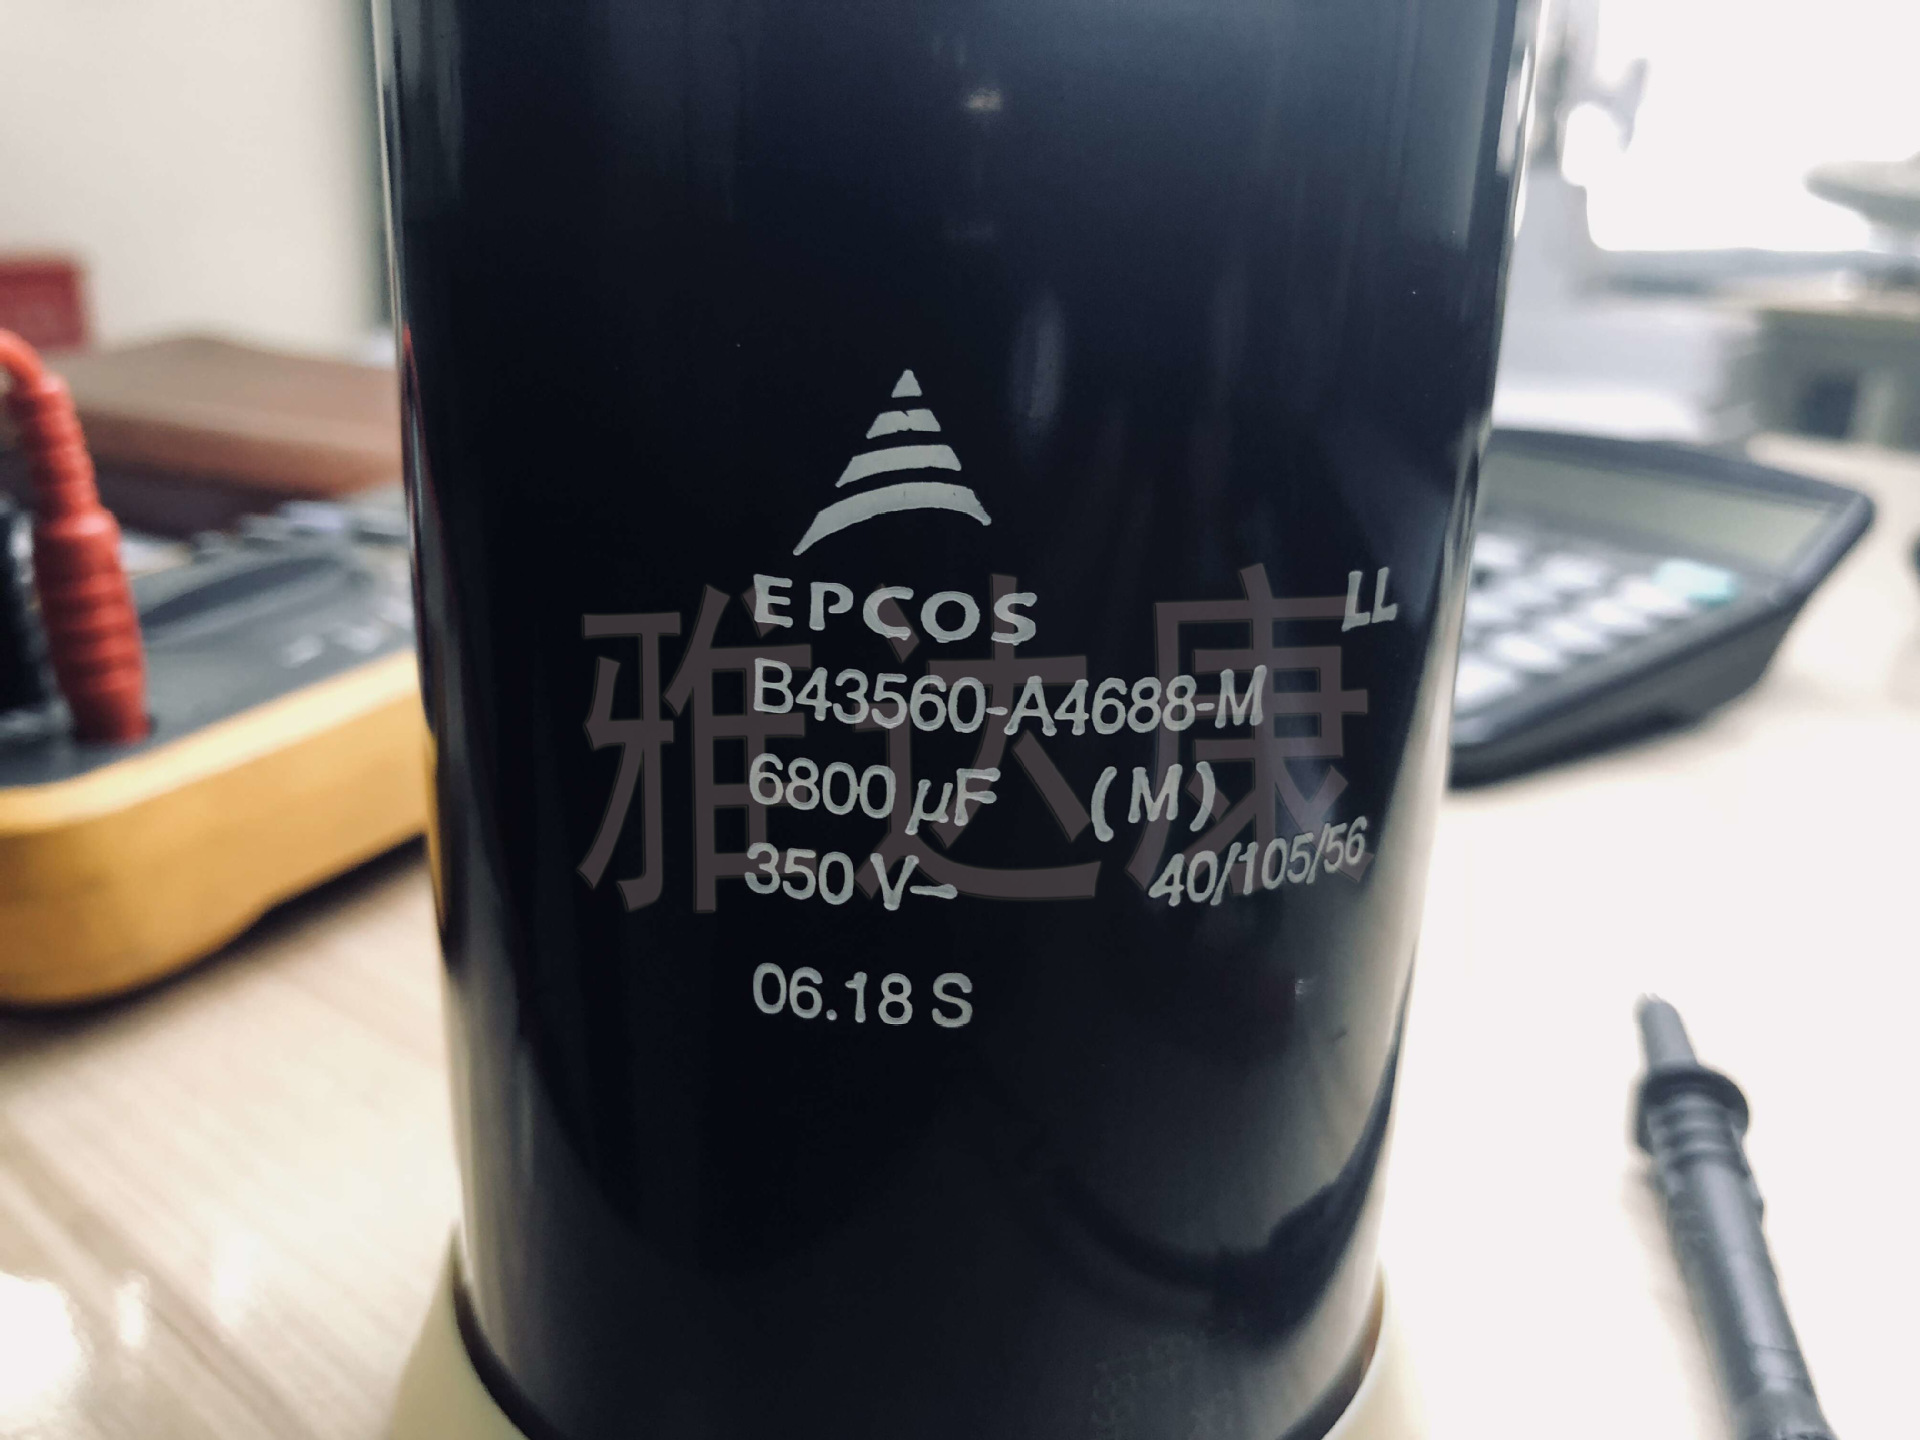 EPCOS LL
B43560-A4688-M
6800 µF (M)
350 V– 40/105/56
06.18 S
雅达康